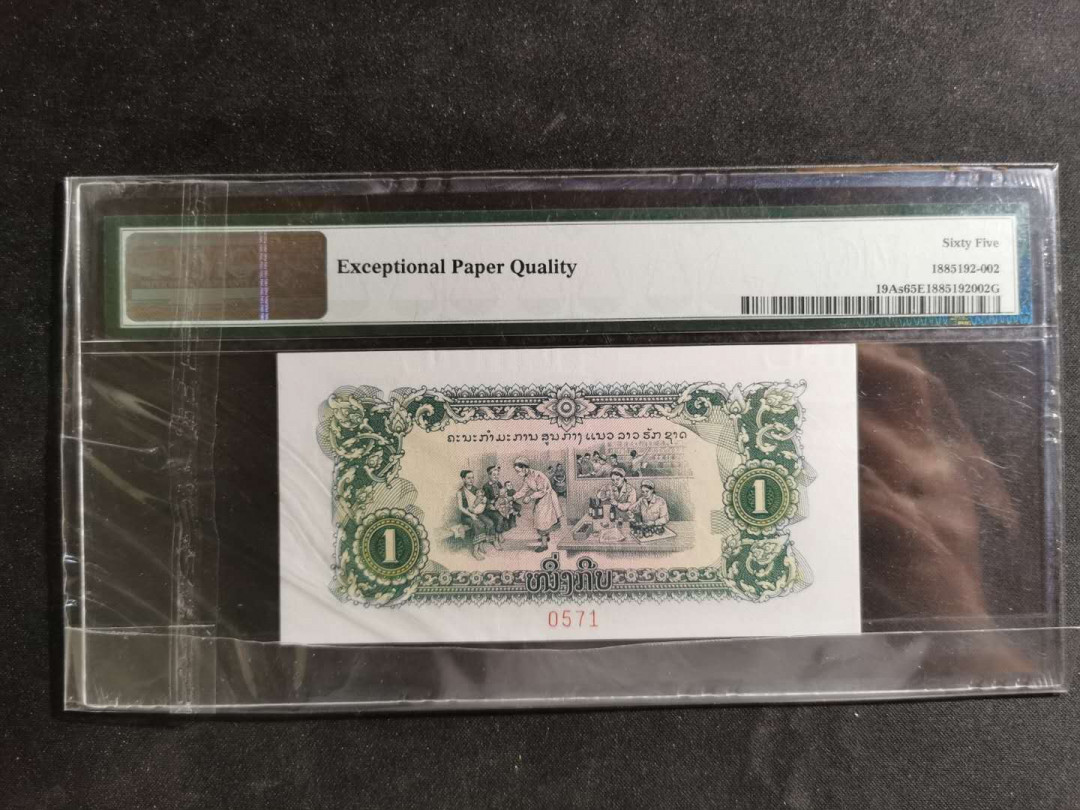 Exceptional Paper Quality
Sixty Five
1885192-002
19As65E1885192002G
ຄະນະກຳມະການ ສູນກາງ ແນວ ລາວ ຮັກ ຊາດ
1
1
ໜຶ່ງກີບ
0571